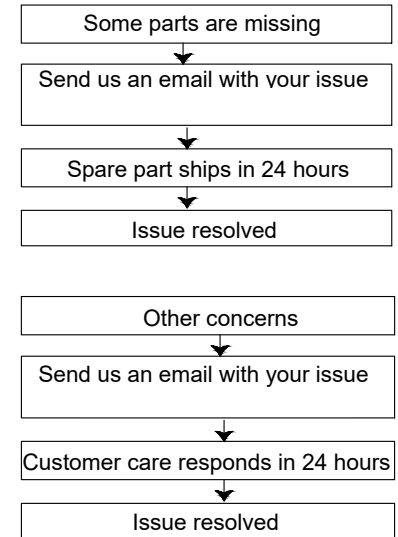 Some parts are missing
Send us an email with your issue
Spare part ships in 24 hours
Issue resolved
Other concerns
Send us an email with your issue
Customer care responds in 24 hours
Issue resolved